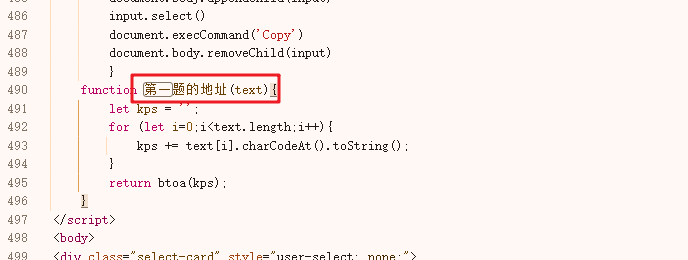 485 document.body.appendChild(input)
486 input.select()
487 document.execCommand('Copy')
488 document.body.removeChild(input)
489 }
490 function 第一题的地址(text){
491 let kps = '';
492 for (let i=0;i<text.length;i++){
493 kps += text[i].charCodeAt().toString();
494 }
495 return btoa(kps);
496 }
497 </script>
498 <body>
499 <div class="select-card" style="user-select: none;">